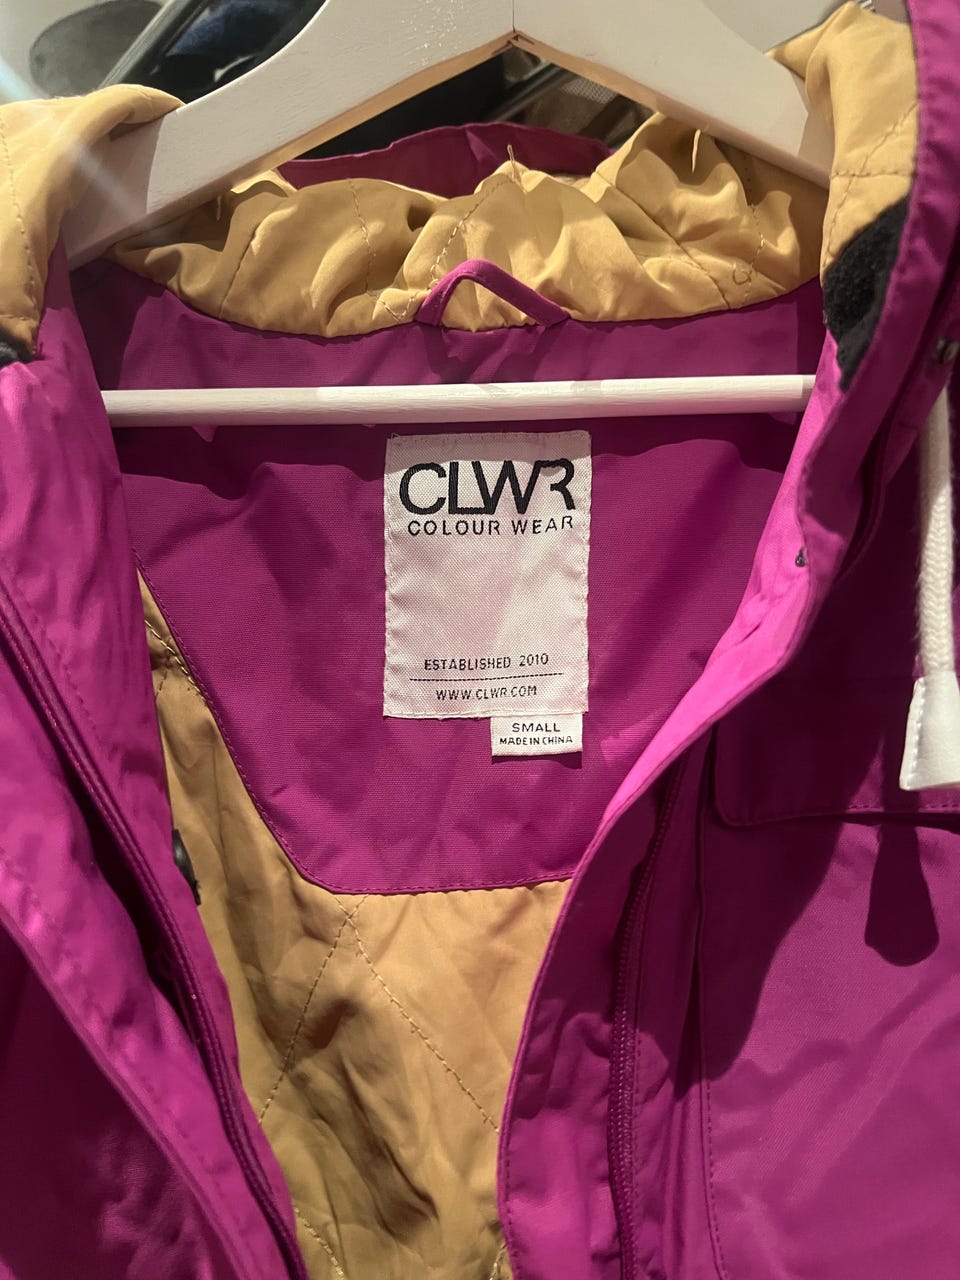 CLWR
COLOUR WEAR
ESTABLISHED 2010
WWW.CLWR.COM
SMALL
MADE IN CHINA